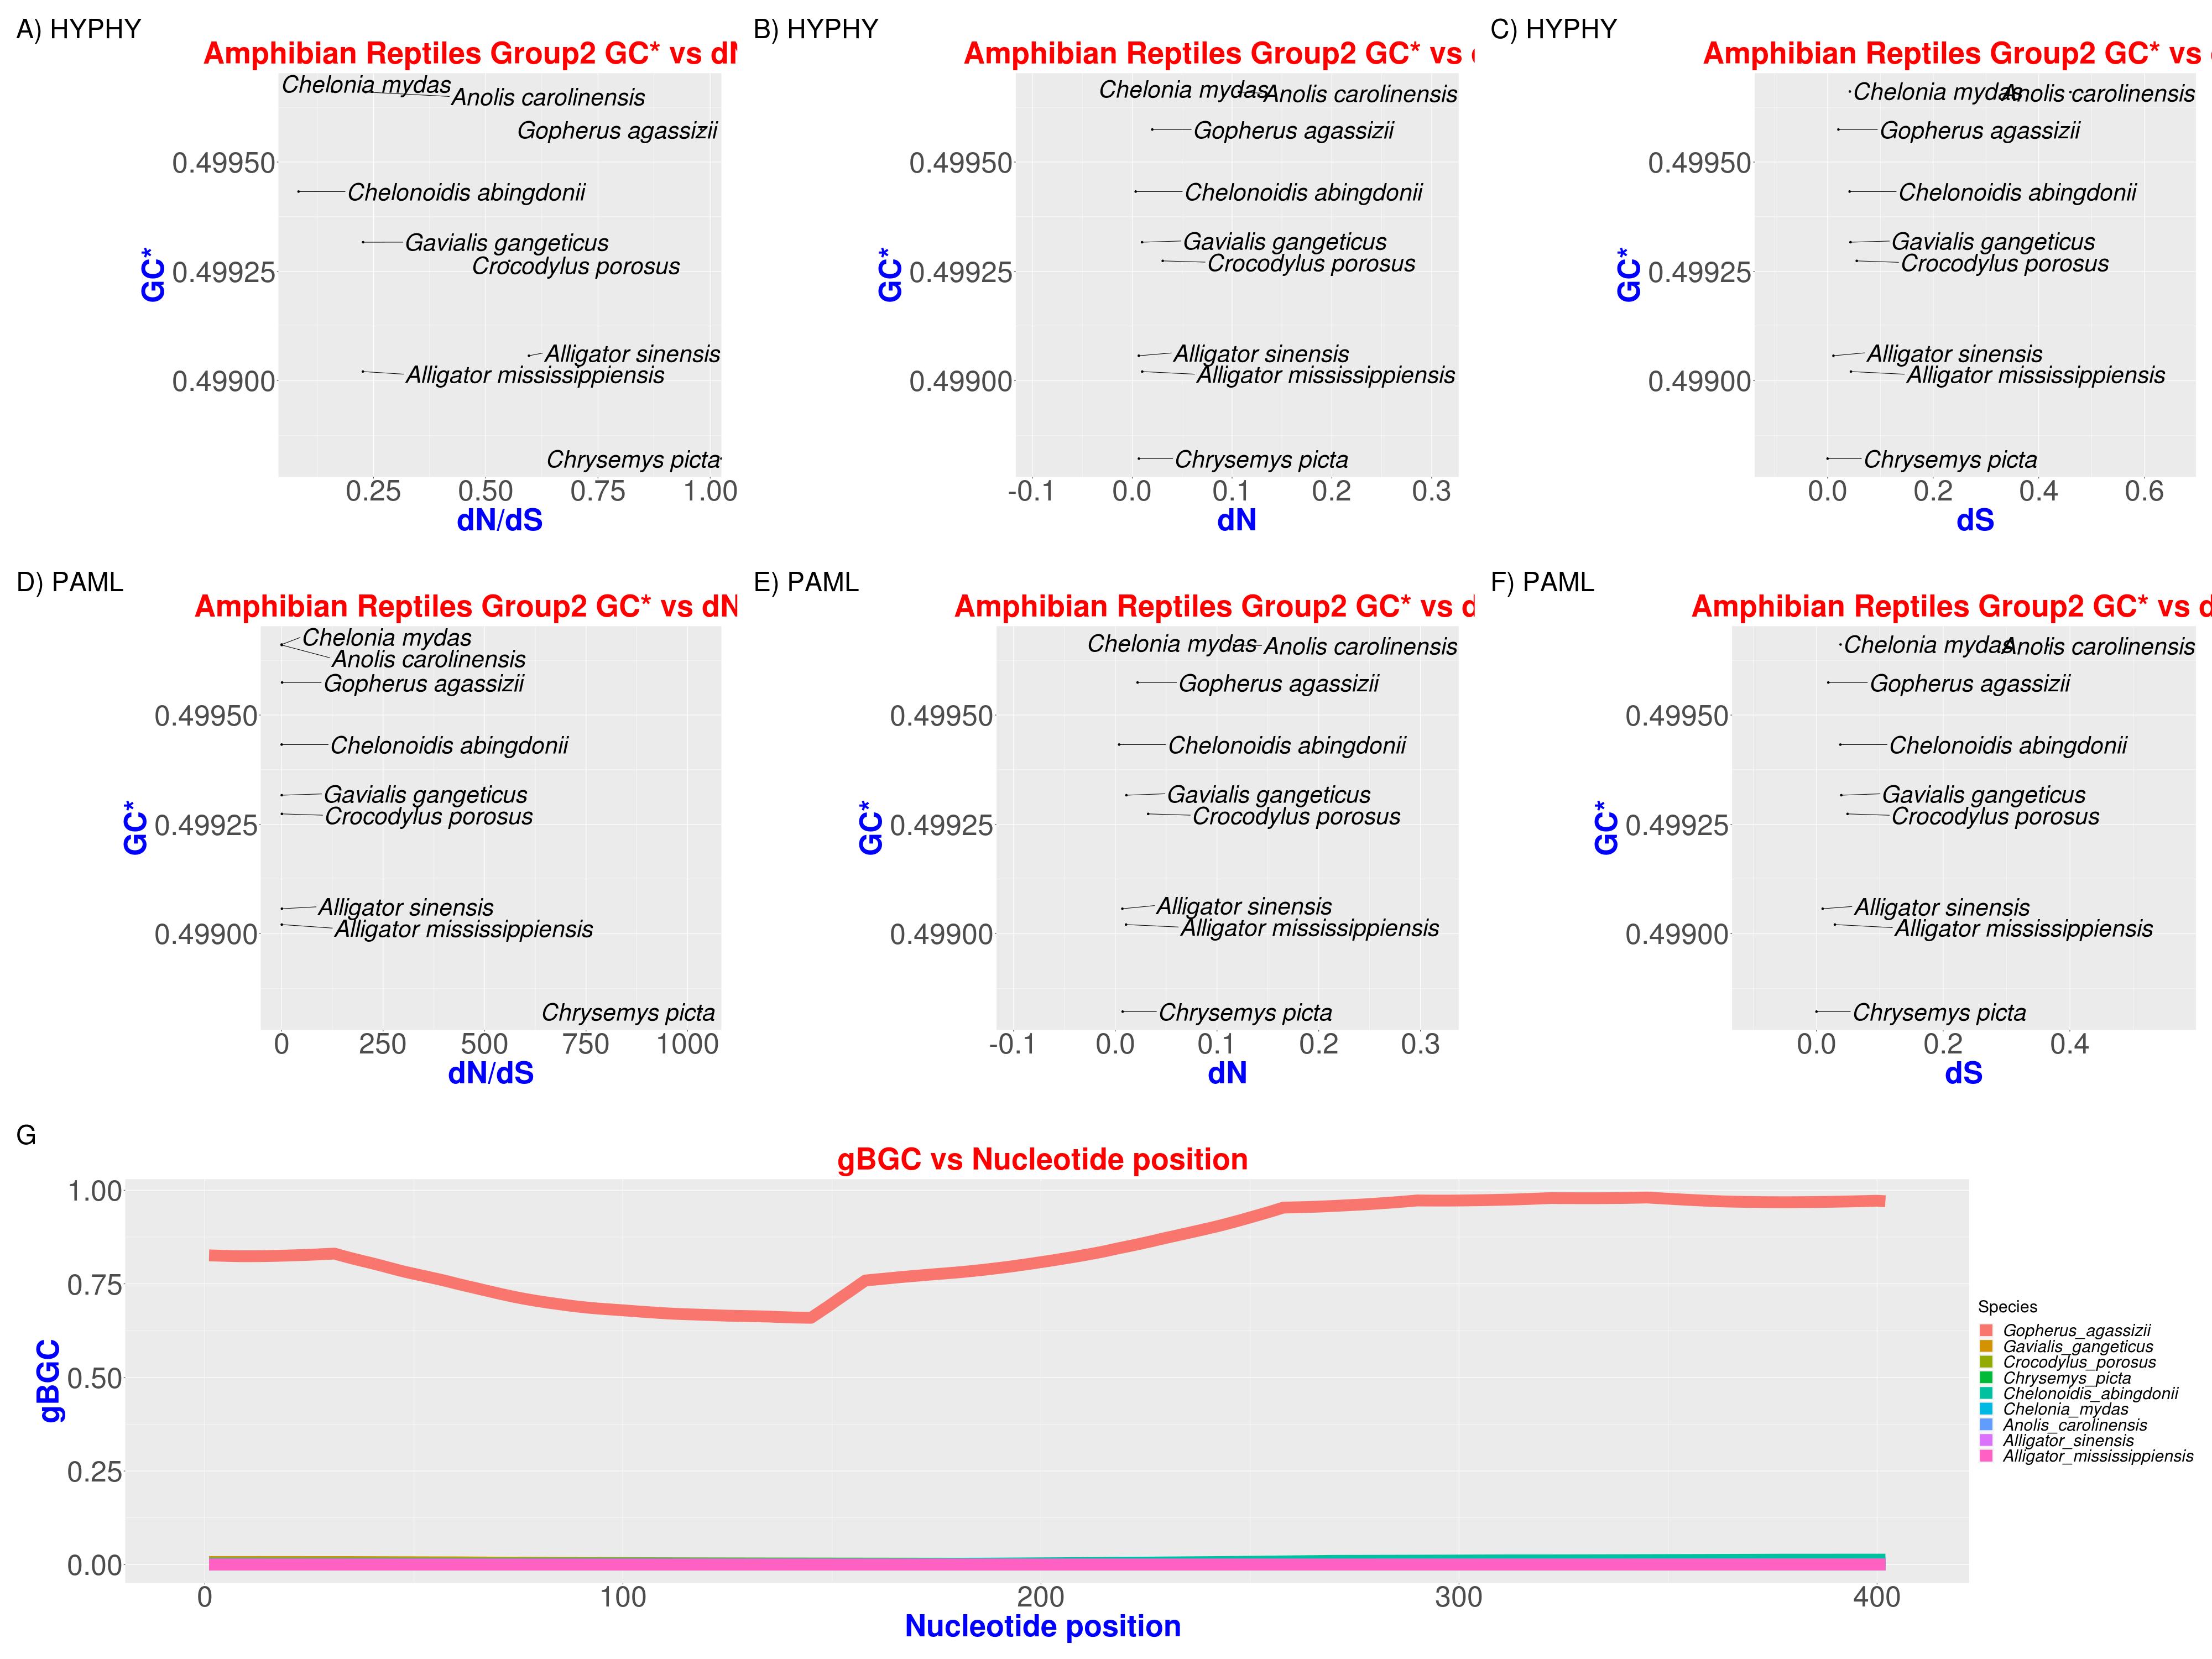 A) HYPHY
Amphibian Reptiles Group2 GC* vs dN
Chelonia mydas
Anolis carolinensis
Gopherus agassizii
0.49950
Chelonoidis abingdonii
Gavialis gangeticus
Crocodylus porosus
0.49925
GC*
Alligator sinensis
Alligator mississippiensis
0.49900
Chrysemys picta
0.25 0.50 0.75 1.00
dN/dS
B) HYPHY
Amphibian Reptiles Group2 GC* vs
Chelonia mydas
Anolis carolinensis
Gopherus agassizii
0.49950
Chelonoidis abingdonii
Gavialis gangeticus
Crocodylus porosus
0.49925
GC*
Alligator sinensis
Alligator mississippiensis
0.49900
Chrysemys picta
-0.1 0.0 0.1 0.2 0.3
dN
C) HYPHY
Amphibian Reptiles Group2 GC* vs
Chelonia mydas
Anolis carolinensis
Gopherus agassizii
0.49950
Chelonoidis abingdonii
Gavialis gangeticus
Crocodylus porosus
0.49925
GC*
Alligator sinensis
Alligator mississippiensis
0.49900
Chrysemys picta
0.0 0.2 0.4 0.6
dS
D) PAML
Amphibian Reptiles Group2 GC* vs dN
Chelonia mydas
Anolis carolinensis
Gopherus agassizii
0.49950
Chelonoidis abingdonii
Gavialis gangeticus
Crocodylus porosus
0.49925
GC*
Alligator sinensis
Alligator mississippiensis
0.49900
Chrysemys picta
0 250 500 750 1000
dN/dS
E) PAML
Amphibian Reptiles Group2 GC* vs d
Chelonia mydas
Anolis carolinensis
Gopherus agassizii
0.49950
Chelonoidis abingdonii
Gavialis gangeticus
Crocodylus porosus
0.49925
GC*
Alligator sinensis
Alligator mississippiensis
0.49900
Chrysemys picta
-0.1 0.0 0.1 0.2 0.3
dN
F) PAML
Amphibian Reptiles Group2 GC* vs d
Chelonia mydas
Anolis carolinensis
Gopherus agassizii
0.49950
Chelonoidis abingdonii
Gavialis gangeticus
Crocodylus porosus
0.49925
GC*
Alligator sinensis
Alligator mississippiensis
0.49900
Chrysemys picta
0.0 0.2 0.4
dS
G
gBGC vs Nucleotide position
1.00
0.75
0.50
0.25
0.00
gBGC
0 100 200 300 400
Nucleotide position
Species
Gopherus_agassizii
Gavialis_gangeticus
Crocodylus_porosus
Chrysemys_picta
Chelonoidis_abingdonii
Chelonia_mydas
Anolis_carolinensis
Alligator_sinensis
Alligator_mississippiensis